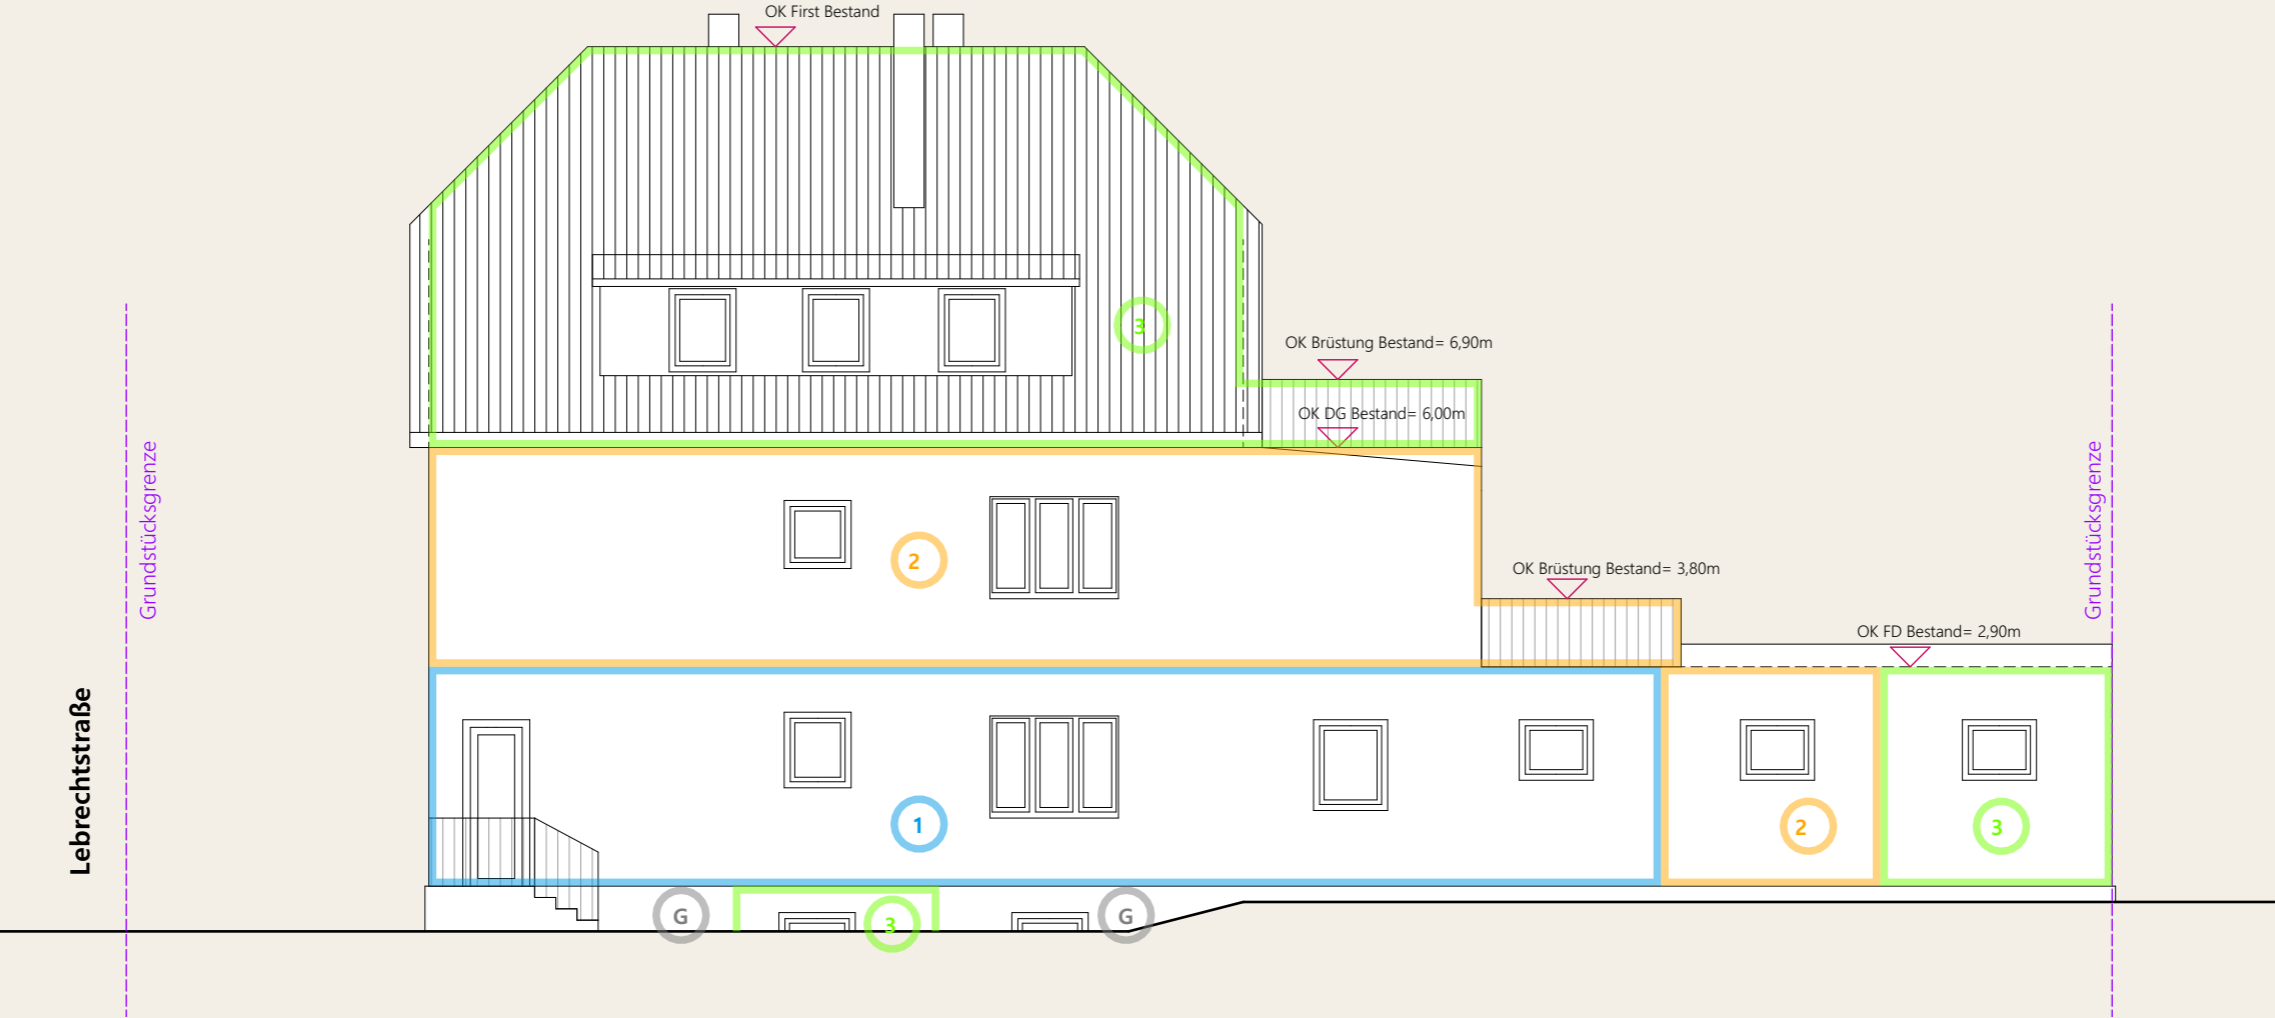 OK First Bestand
3
OK Brüstung Bestand= 6,90m
OK DG Bestand= 6,00m
Grundstücksgrenze
Grundstücksgrenze
2
OK Brüstung Bestand= 3,80m
OK FD Bestand= 2,90m
Lebrechtstraße
1
2
3
G
3
G